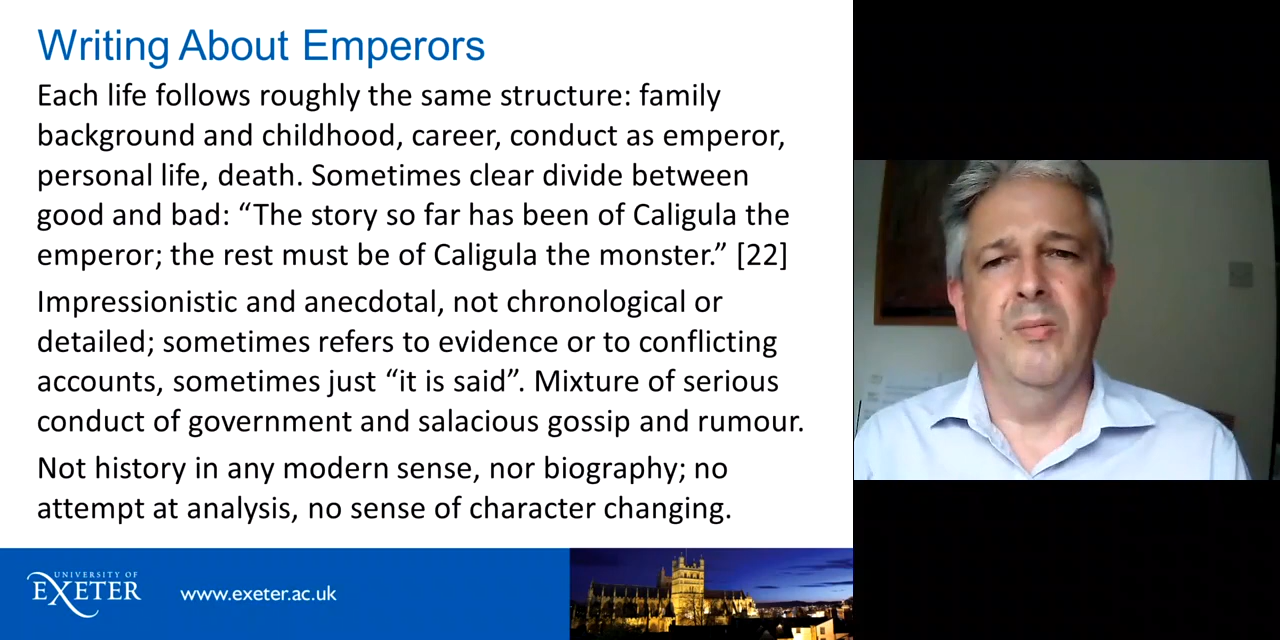 Writing About Emperors
Each life follows roughly the same structure: family
background and childhood, career, conduct as emperor,
personal life, death. Sometimes clear divide between
good and bad: “The story so far has been of Caligula the
emperor; the rest must be of Caligula the monster.” [22]
Impressionistic and anecdotal, not chronological or
detailed; sometimes refers to evidence or to conflicting
accounts, sometimes just “it is said”. Mixture of serious
conduct of government and salacious gossip and rumour.
Not history in any modern sense, nor biography; no
attempt at analysis, no sense of character changing.
UNIVERSITY OF
EXETER
www.exeter.ac.uk